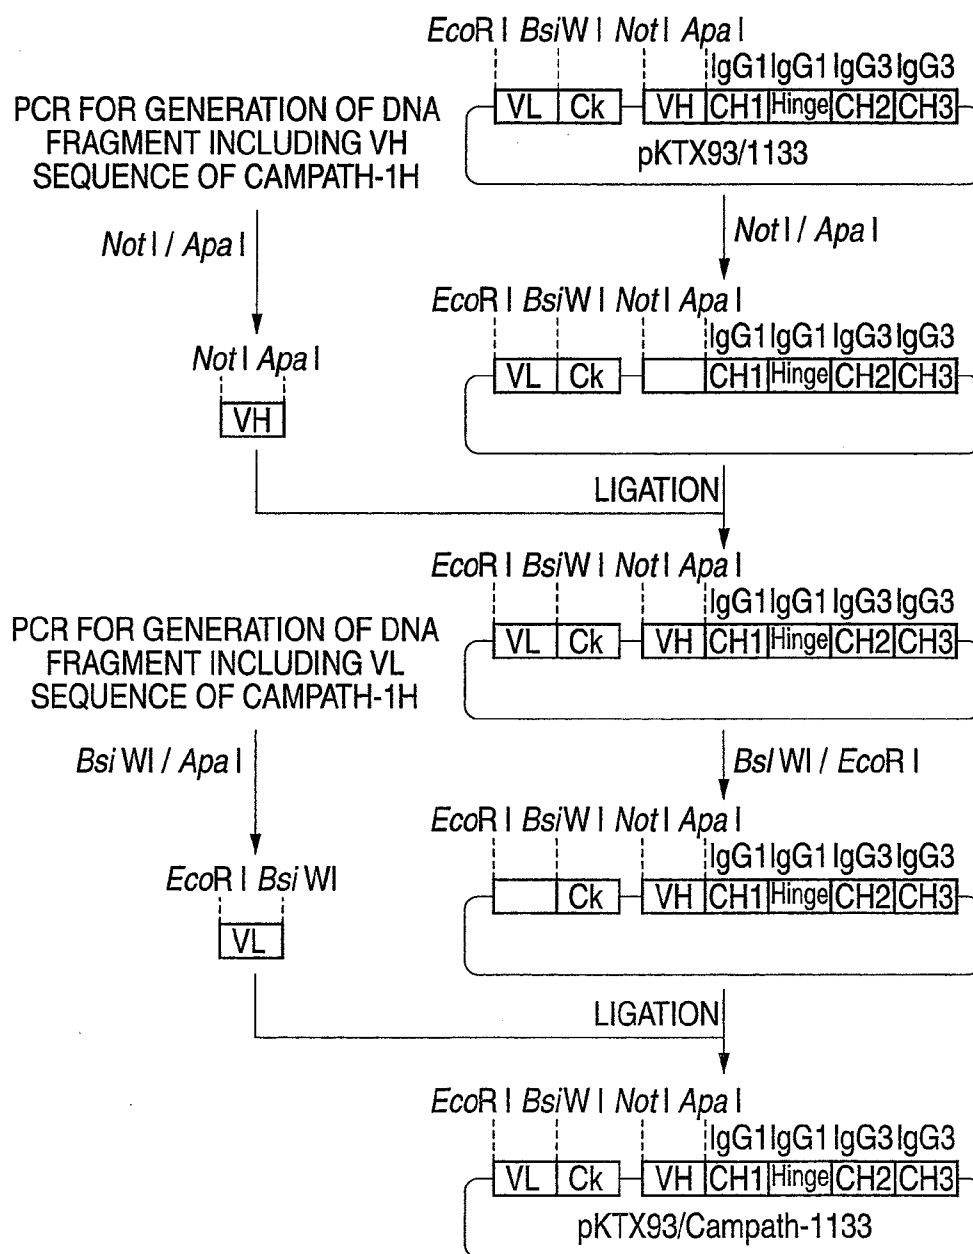 EcoR I BsiW I Not I Apa I
IgG1 IgG1 IgG3 IgG3
VL Ck VH CH1 Hinge CH2 CH3
pKTX93/1133
PCR FOR GENERATION OF DNA
FRAGMENT INCLUDING VH
SEQUENCE OF CAMPATH-1H
Not I / Apa I
Not I / Apa I
EcoR I BsiW I Not I Apa I
IgG1 IgG1 IgG3 IgG3
VL Ck CH1 Hinge CH2 CH3
Not I Apa I
VH
LIGATION
EcoR I BsiW I Not I Apa I
IgG1 IgG1 IgG3 IgG3
VL Ck VH CH1 Hinge CH2 CH3
PCR FOR GENERATION OF DNA
FRAGMENT INCLUDING VL
SEQUENCE OF CAMPATH-1H
Bsi WI / Apa I
BsI WI / EcoR I
EcoR I BsiW I Not I Apa I
IgG1 IgG1 IgG3 IgG3
Ck VH CH1 Hinge CH2 CH3
EcoR I Bsi WI
VL
LIGATION
EcoR I BsiW I Not I Apa I
IgG1 IgG1 IgG3 IgG3
VL Ck VH CH1 Hinge CH2 CH3
pKTX93/Campath-1133